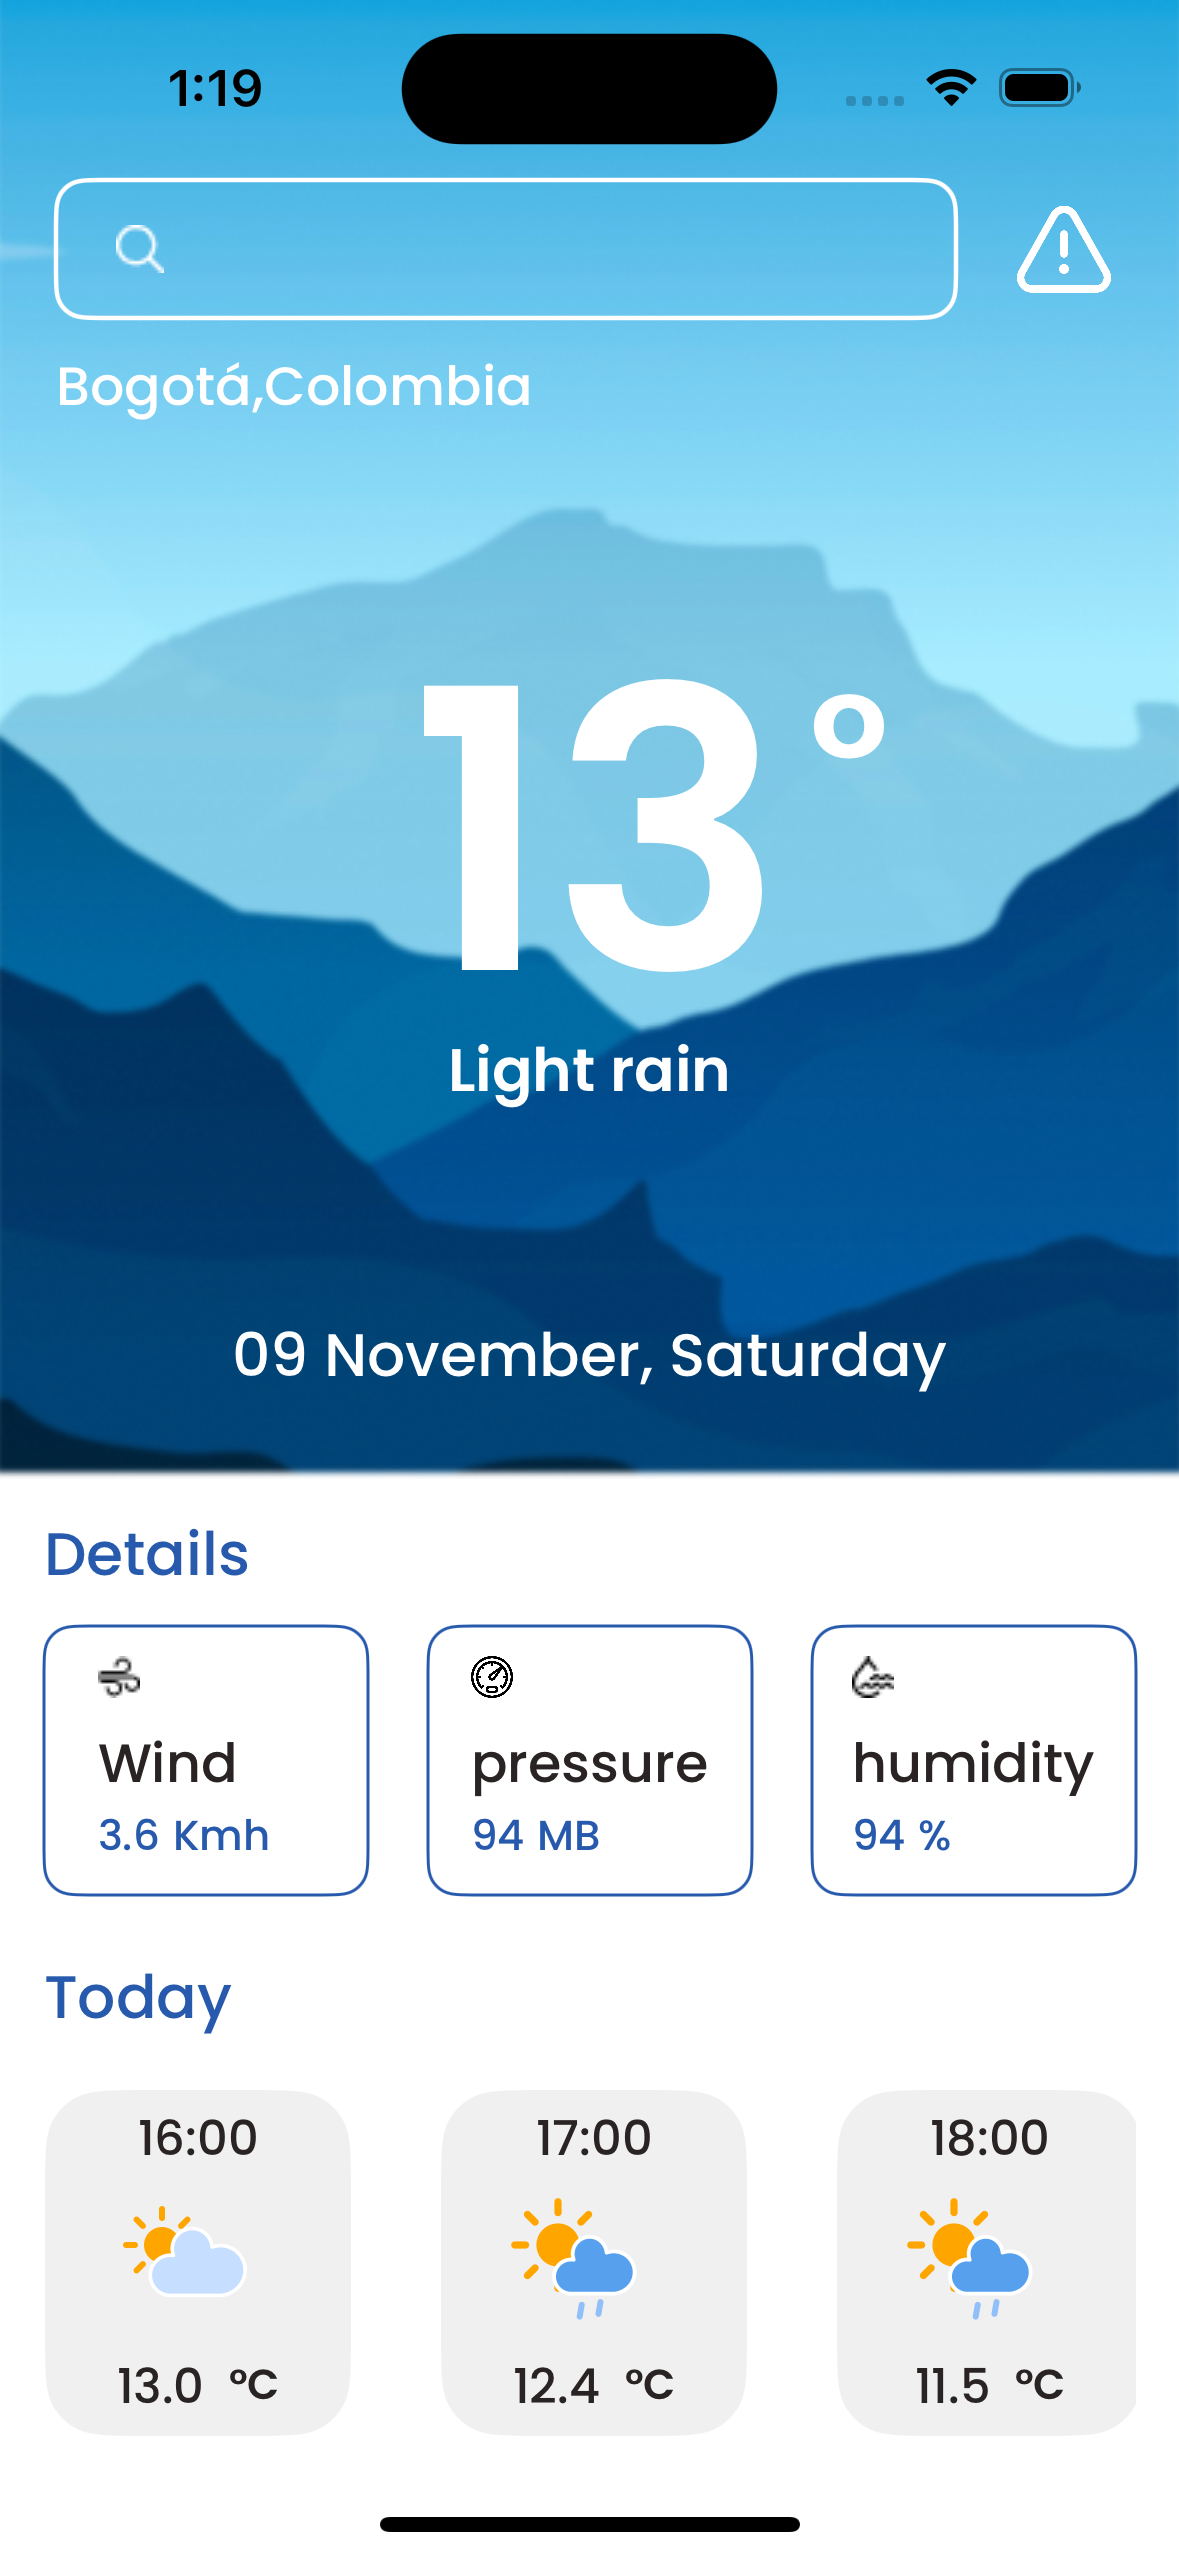 1:19
Bogotá,Colombia
13°
Light rain
09 November, Saturday
Details
Wind
3.6 Kmh
pressure
94 MB
humidity
94 %
Today
16:00
17:00
18:00
13.0 °C
12.4 °C
11.5 °C